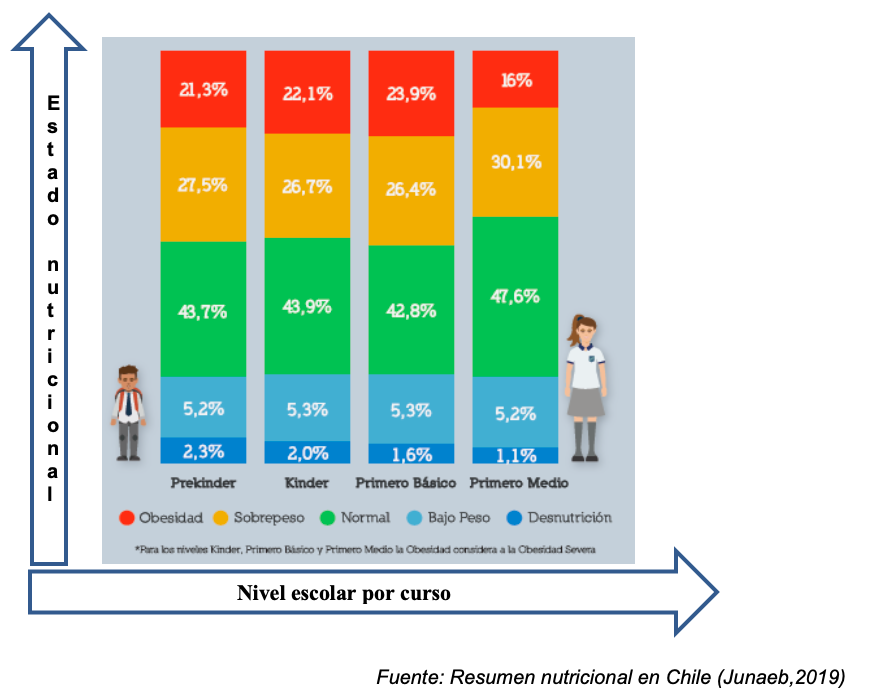 Estado nutricional
21,3% 22,1% 23,9% 16%
27,5% 26,7% 26,4% 30,1%
43,7% 43,9% 42,8% 47,6%
5,2% 5,3% 5,3% 5,2%
2,3% 2,0% 1,6% 1,1%
Prekinder Kinder Primero Básico Primero Medio
Obesidad Sobrepeso Normal Bajo Peso Desnutrición
*Para los niveles Kinder, Primero Básico y Primero Medio la Obesidad considera a la Obesidad Severa
Nivel escolar por curso
Fuente: Resumen nutricional en Chile (Junaeb,2019)